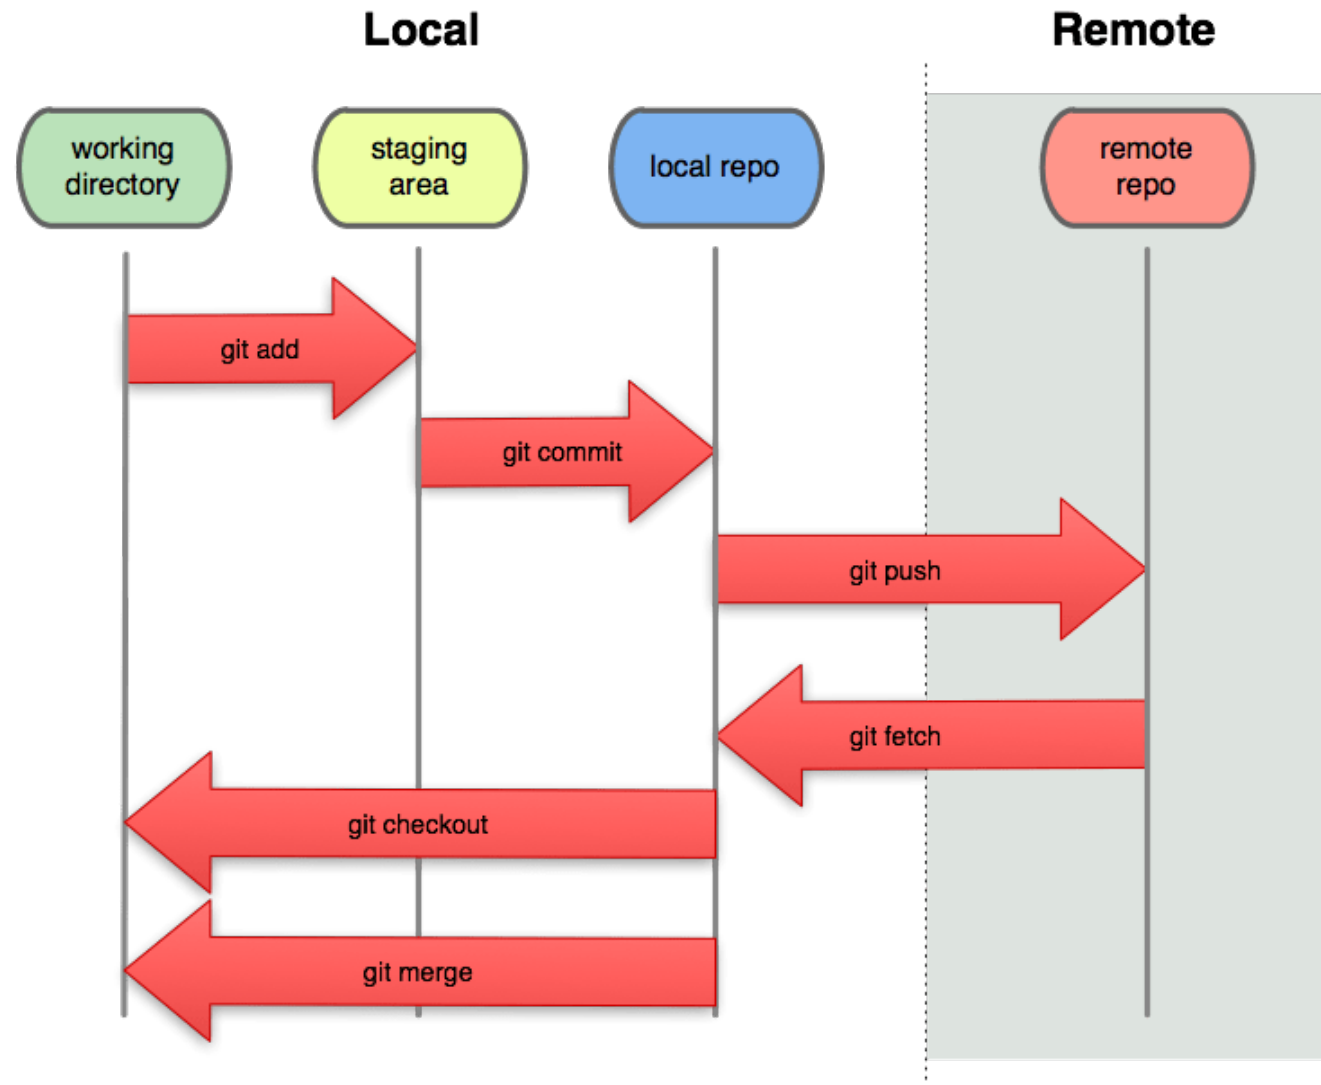 Local
Remote
working
directory
staging
area
local repo
remote
repo
git add
git commit
git push
git fetch
git checkout
git merge